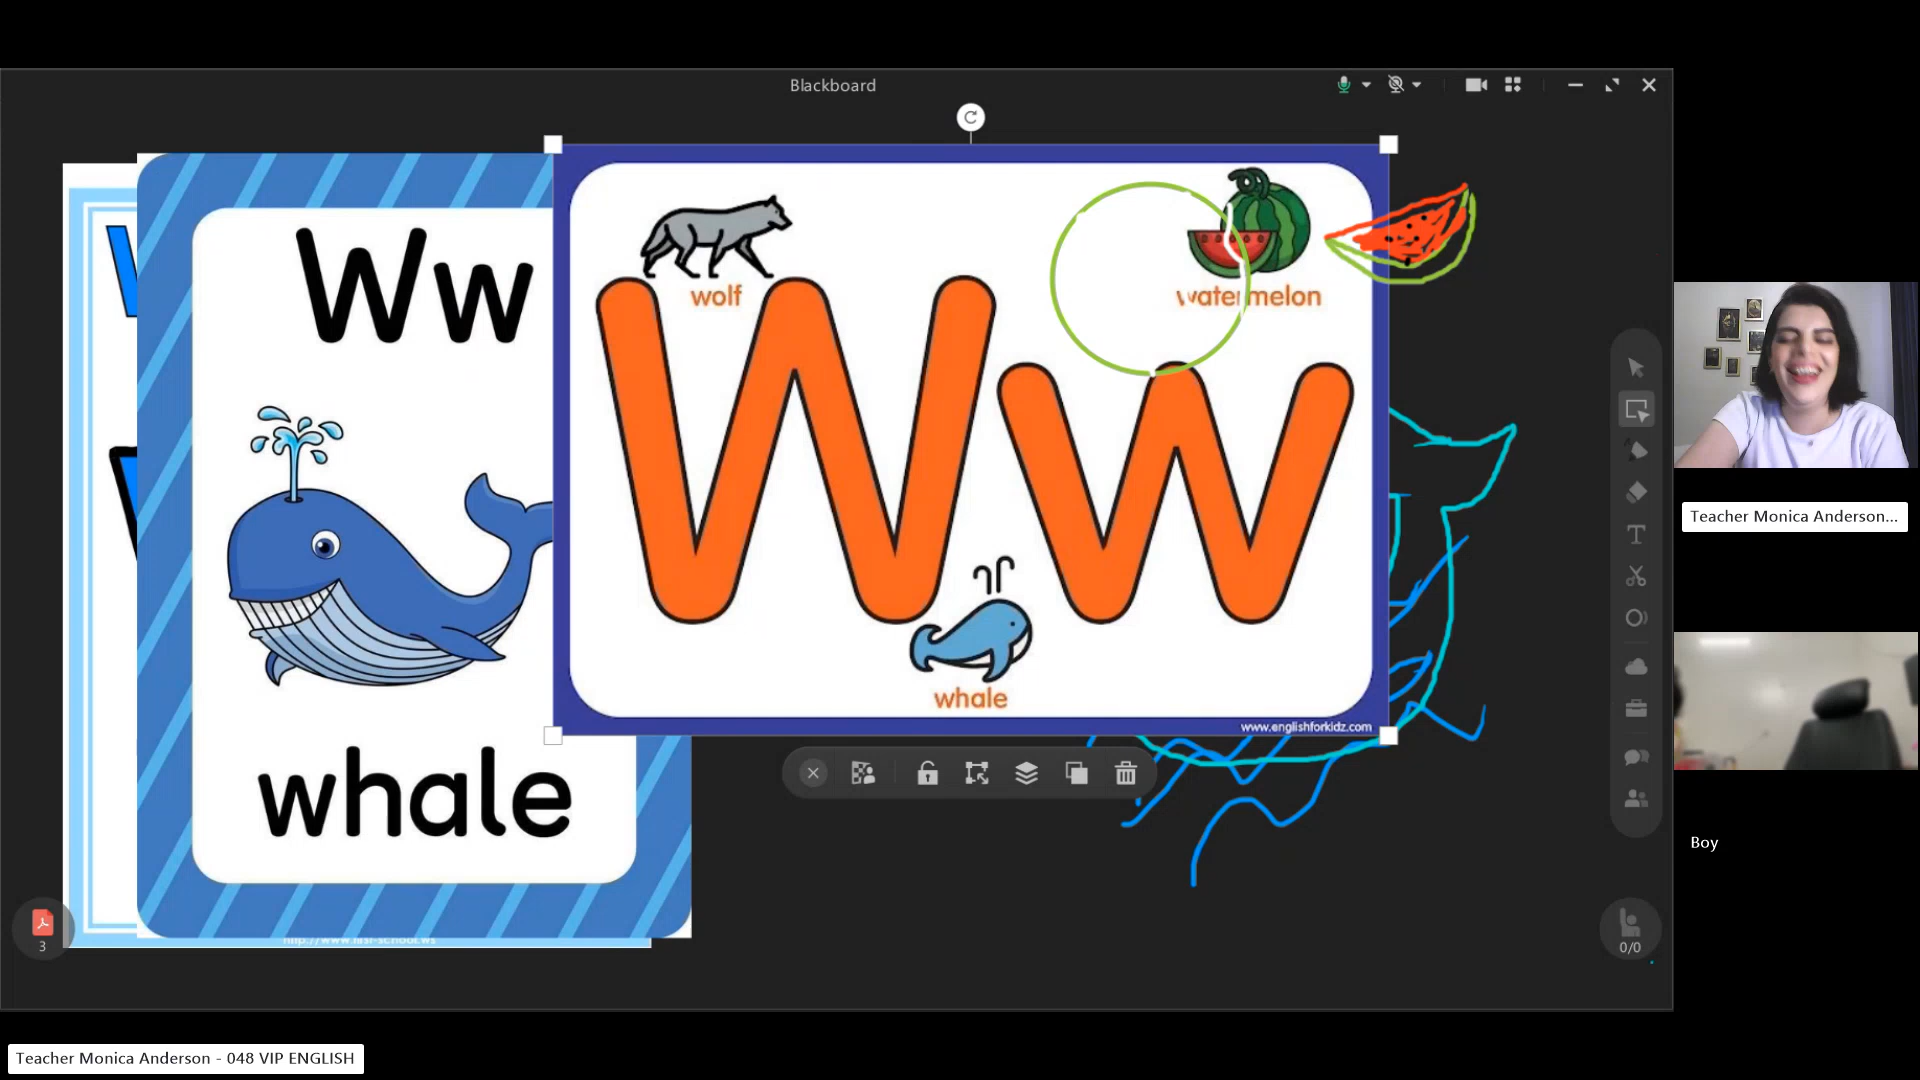 Blackboard
Ww
wolf
watermelon
Ww
whale
www.englishforkidz.com
whale
3
0/0
Teacher Monica Anderson...
Boy
Teacher Monica Anderson - 048 VIP ENGLISH